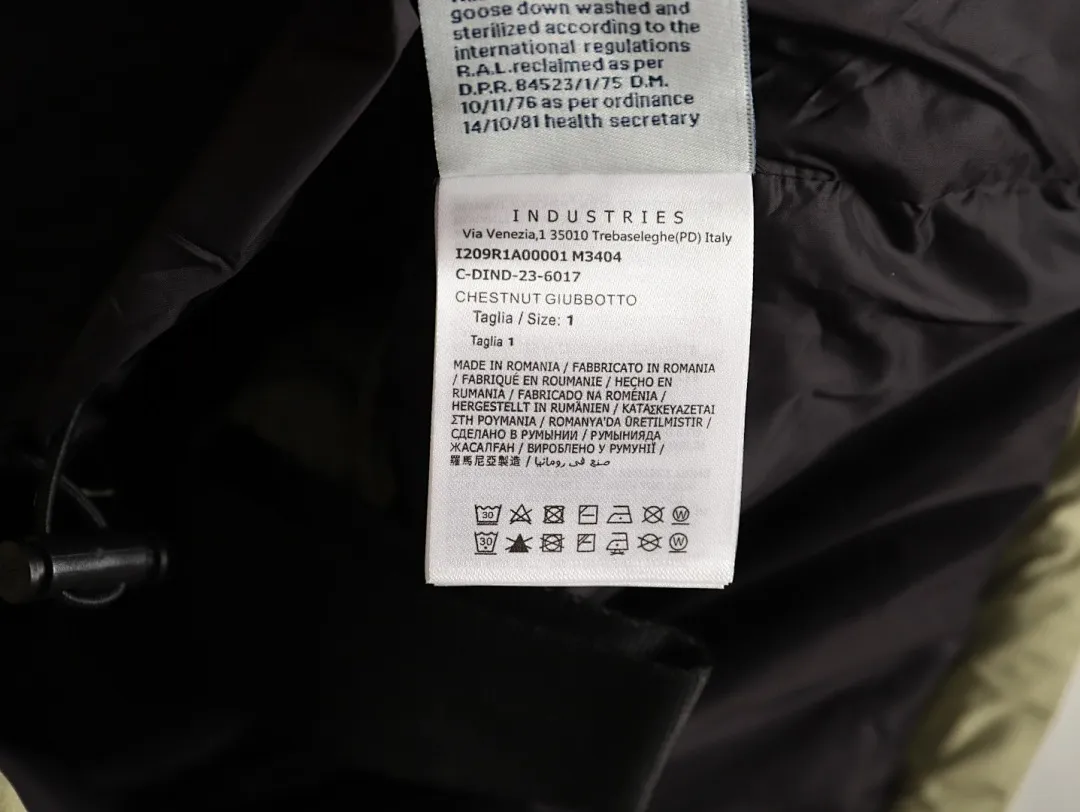 goose down washed and
sterilized according to the
international regulations
R.A.L.reclaimed as per
D.P.R. 84523/1/75 D.M.
10/11/76 as per ordinance
14/10/81 health secretary
INDUSTRIES
Via Venezia,1 35010 Trebaseleghe(PD) Italy
I209R1A00001 M3404
C-DIND-23-6017
CHESTNUT GIUBBOTTO
Taglia / Size: 1
Taglia 1
MADE IN ROMANIA / FABBRICATO IN ROMANIA
/ FABRIQUÉ EN ROUMANIE / HECHO EN
RUMANIA / FABRICADO NA ROMÉNIA /
HERGESTELLT IN RUMÄNIEN / ΚΑΤΑΣΚΕΥΑΖΕΤΑΙ
ΣΤΗ ΡΟΥΜΑΝΙΑ / ROMANYA'DA ÜRETILMISTIR /
СДЕЛАНО В РУМЫНИИ / РУМЫНИЯДА
ЖАСАЛҒАН / ВИРОБЛЕНО У РУМУНІЇ /
羅馬尼亞製造 / صنع في رومانيا
30 W
30 W